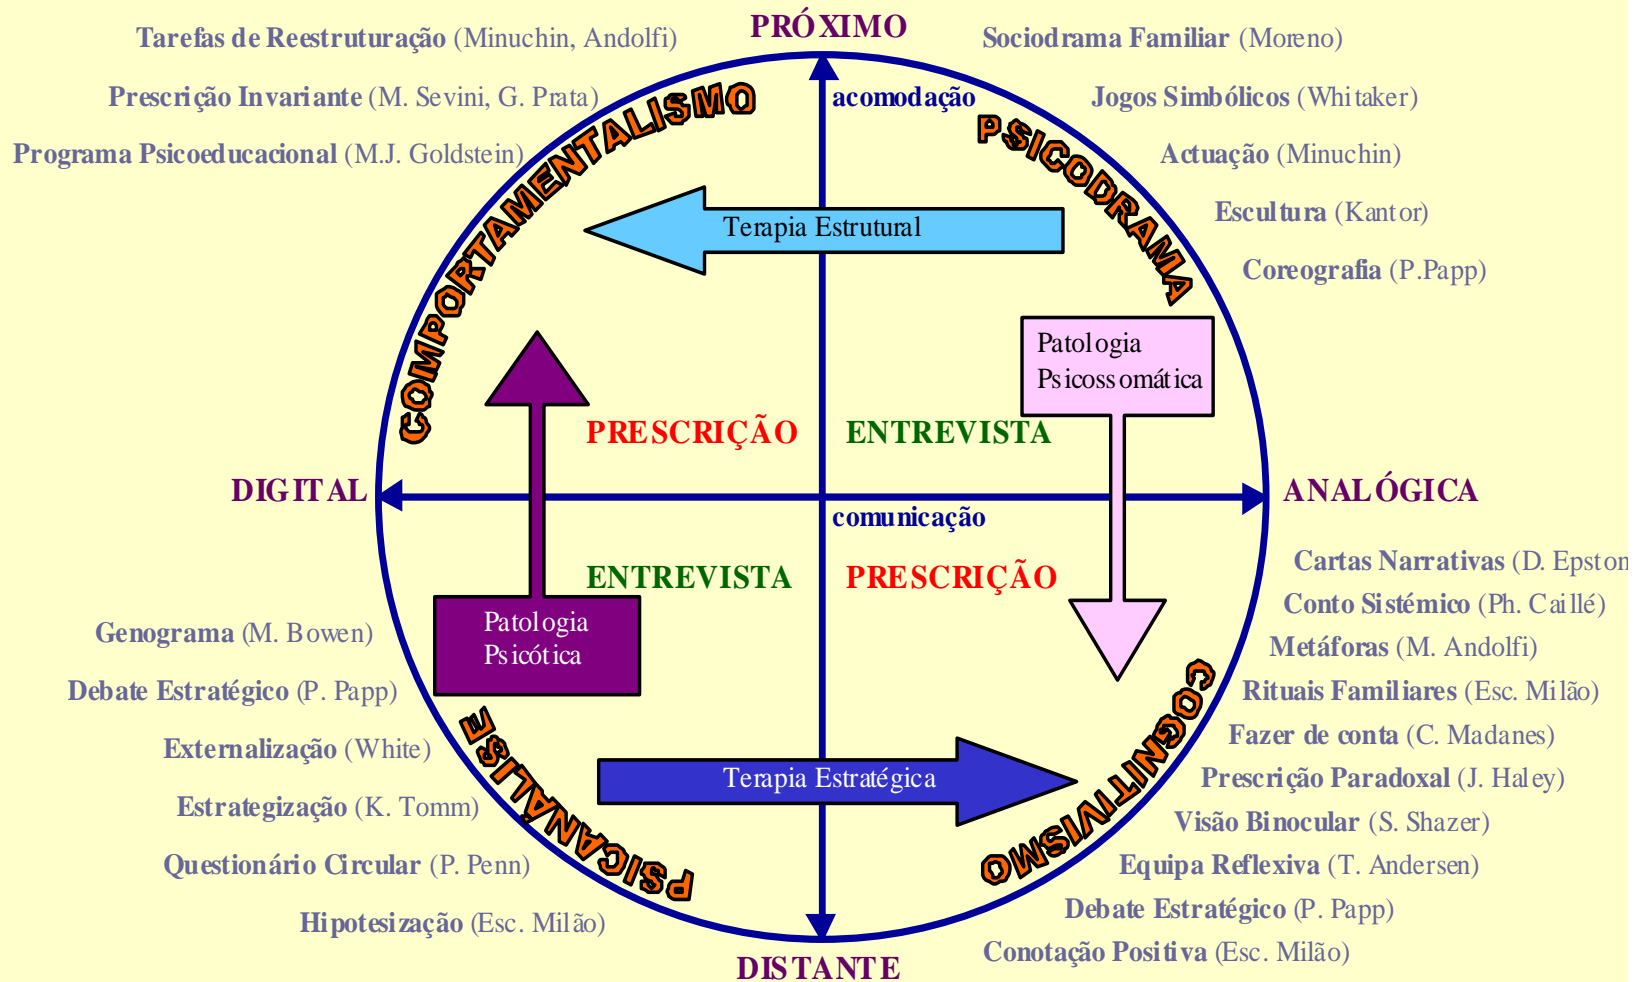 PRÓXIMO
Tarefas de Reestruturação (Minuchin, Andolfi)
Prescrição Invariante (M. Sevini, G. Prata)
Programa Psicoeducacional (M.J. Goldstein)
Sociodrama Familiar (Moreno)
Jogos Simbólicos (Whitaker)
Actuação (Minuchin)
Escultura (Kantor)
Coreografia (P.Papp)
acomodação
COMPORTAMENTALISMO
PSICODRAMA
Terapia Estrutural
Patologia
Psicossomática
PRESCRIÇÃO
ENTREVISTA
DIGITAL
ANALÓGICA
comunicação
ENTREVISTA
PRESCRIÇÃO
Patologia
Psicótica
Genograma (M. Bowen)
Debate Estratégico (P. Papp)
Externalização (White)
Estrategização (K. Tomm)
Questionário Circular (P. Penn)
Hipotesização (Esc. Milão)
PSICANÁLISE
Terapia Estratégica
COGNITIVISMO
Cartas Narrativas (D. Epston
Conto Sistémico (Ph. Caillé)
Metáforas (M. Andolfi)
Rituais Familiares (Esc. Milão)
Fazer de conta (C. Madanes)
Prescrição Paradoxal (J. Haley)
Visão Binocular (S. Shazer)
Equipa Reflexiva (T. Andersen)
Debate Estratégico (P. Papp)
Conotação Positiva (Esc. Milão)
DISTANTE